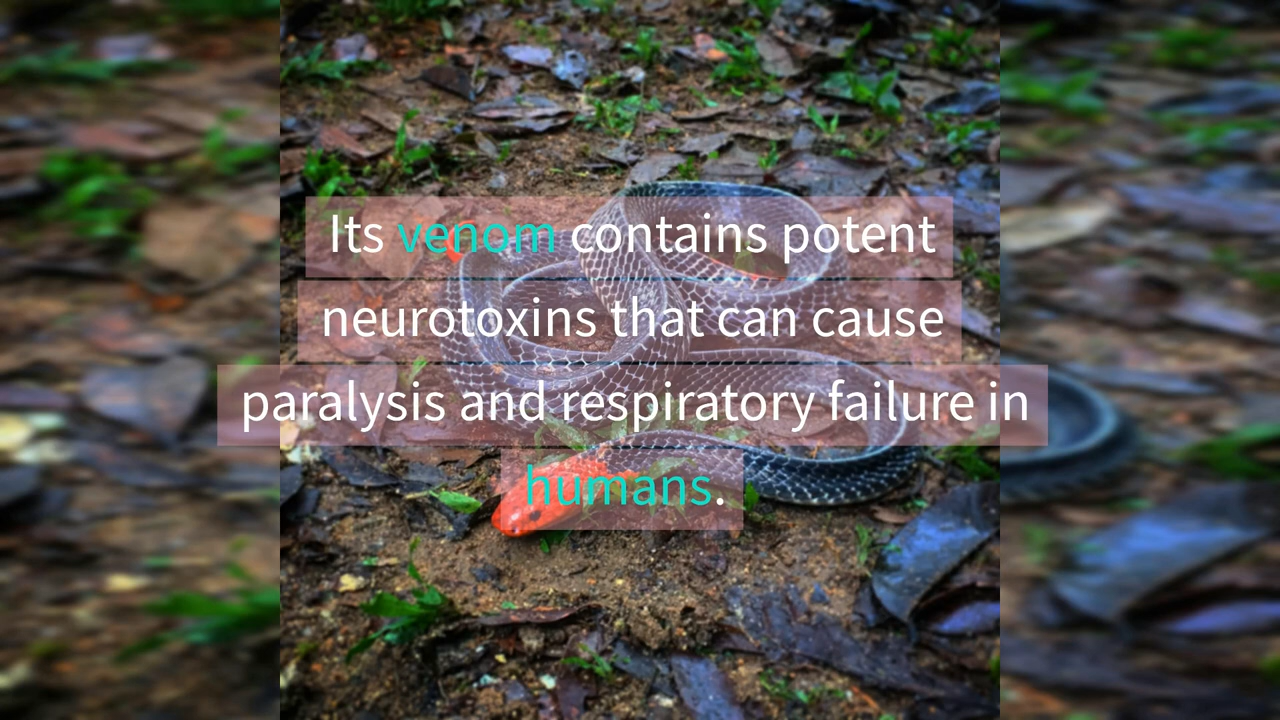 Its venom contains potent
neurotoxins that can cause
paralysis and respiratory failure in
humans.